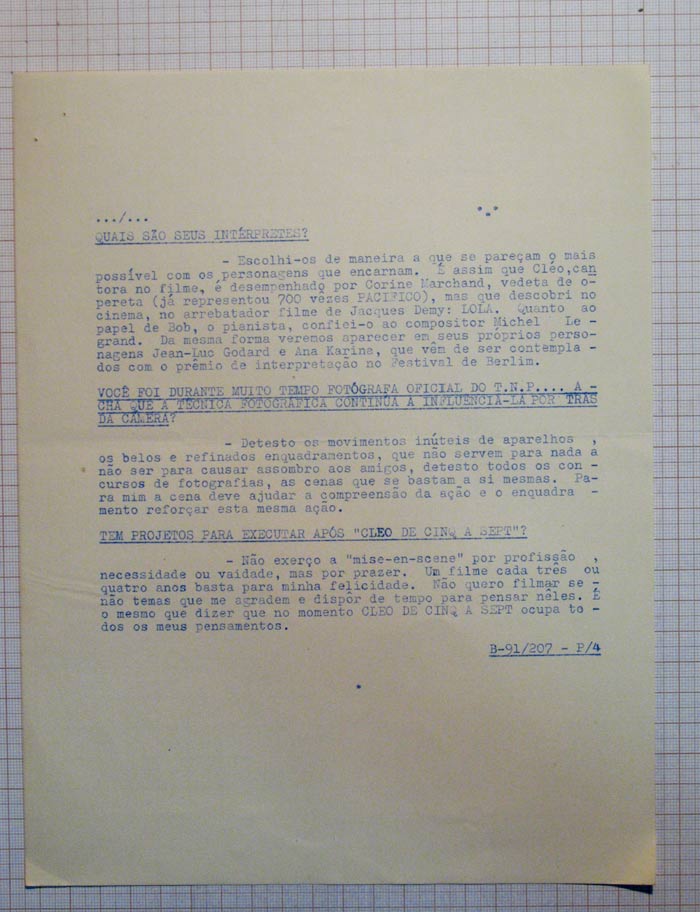 .../...
QUAIS SÃO SEUS INTÉRPRETES?
- Escolhi-os de maneira a que se pareçam o mais
possível com os personagens que encarnam. É assim que Cléo,can
tora no filme, é desempenhado por Corine Marchand, vedeta de o-
pereta (já representou 700 vêzes PACIFICO), mas que descobri no
cinema, no arrebatador filme de Jacques Demy: LOLA. Quanto ao
papel de Bob, o pianista, confiei-o ao compositor Michel Le -
grand. Da mesma forma veremos aparecer em seus próprios perso-
nagens Jean-Luc Godard e Ana Karina, que vêm de ser contempla -
dos com o prêmio de interpretação no Festival de Berlim.
VOCÊ FOI DURANTE MUITO TEMPO FOTÓGRAFA OFICIAL DO T.N.P.... A -
CHA QUE A TÉCNICA FOTOGRÁFICA CONTINUA A INFLUENCIÁ-LA POR TRAS
DA CÂMERA?
- Detesto os movimentos inúteis de aparelhos ,
os belos e refinados enquadramentos, que não servem para nada a
não ser para causar assombro aos amigos, detesto todos os con -
cursos de fotografias, as cenas que se bastam a si mesmas. Pa-
ra mim a cena deve ajudar a compreensão da ação e o enquadra -
mento reforçar esta mesma ação.
TEM PROJETOS PARA EXECUTAR APÓS "CLEO DE CINQ A SEPT"?
- Não exerço a "mise-en-scene" por profissão ,
necessidade ou vaidade, mas por prazer. Um filme cada três ou
quatro anos basta para minha felicidade. Não quero filmar se -
não temas que me agradem e dispor de tempo para pensar nêles. É
o mesmo que dizer que no momento CLEO DE CINQ A SEPT ocupa to -
dos os meus pensamentos.
B-91/207 - P/4